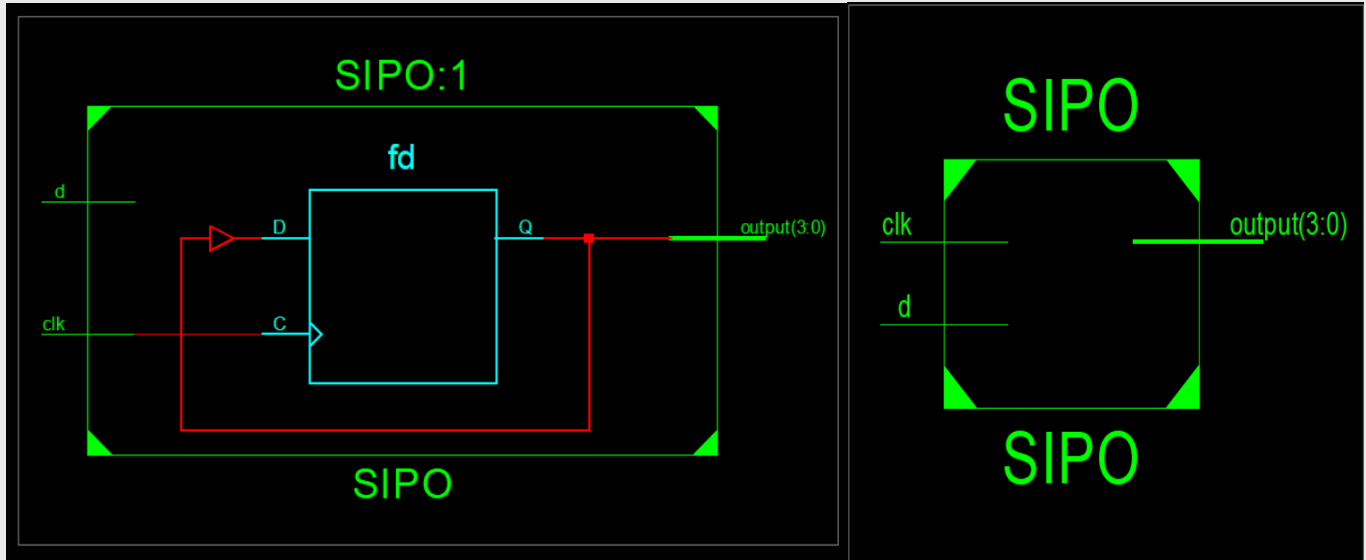 SIPO:1
fd
d
D
Q
output(3:0)
clk
C
SIPO
SIPO
clk
output(3:0)
d
SIPO